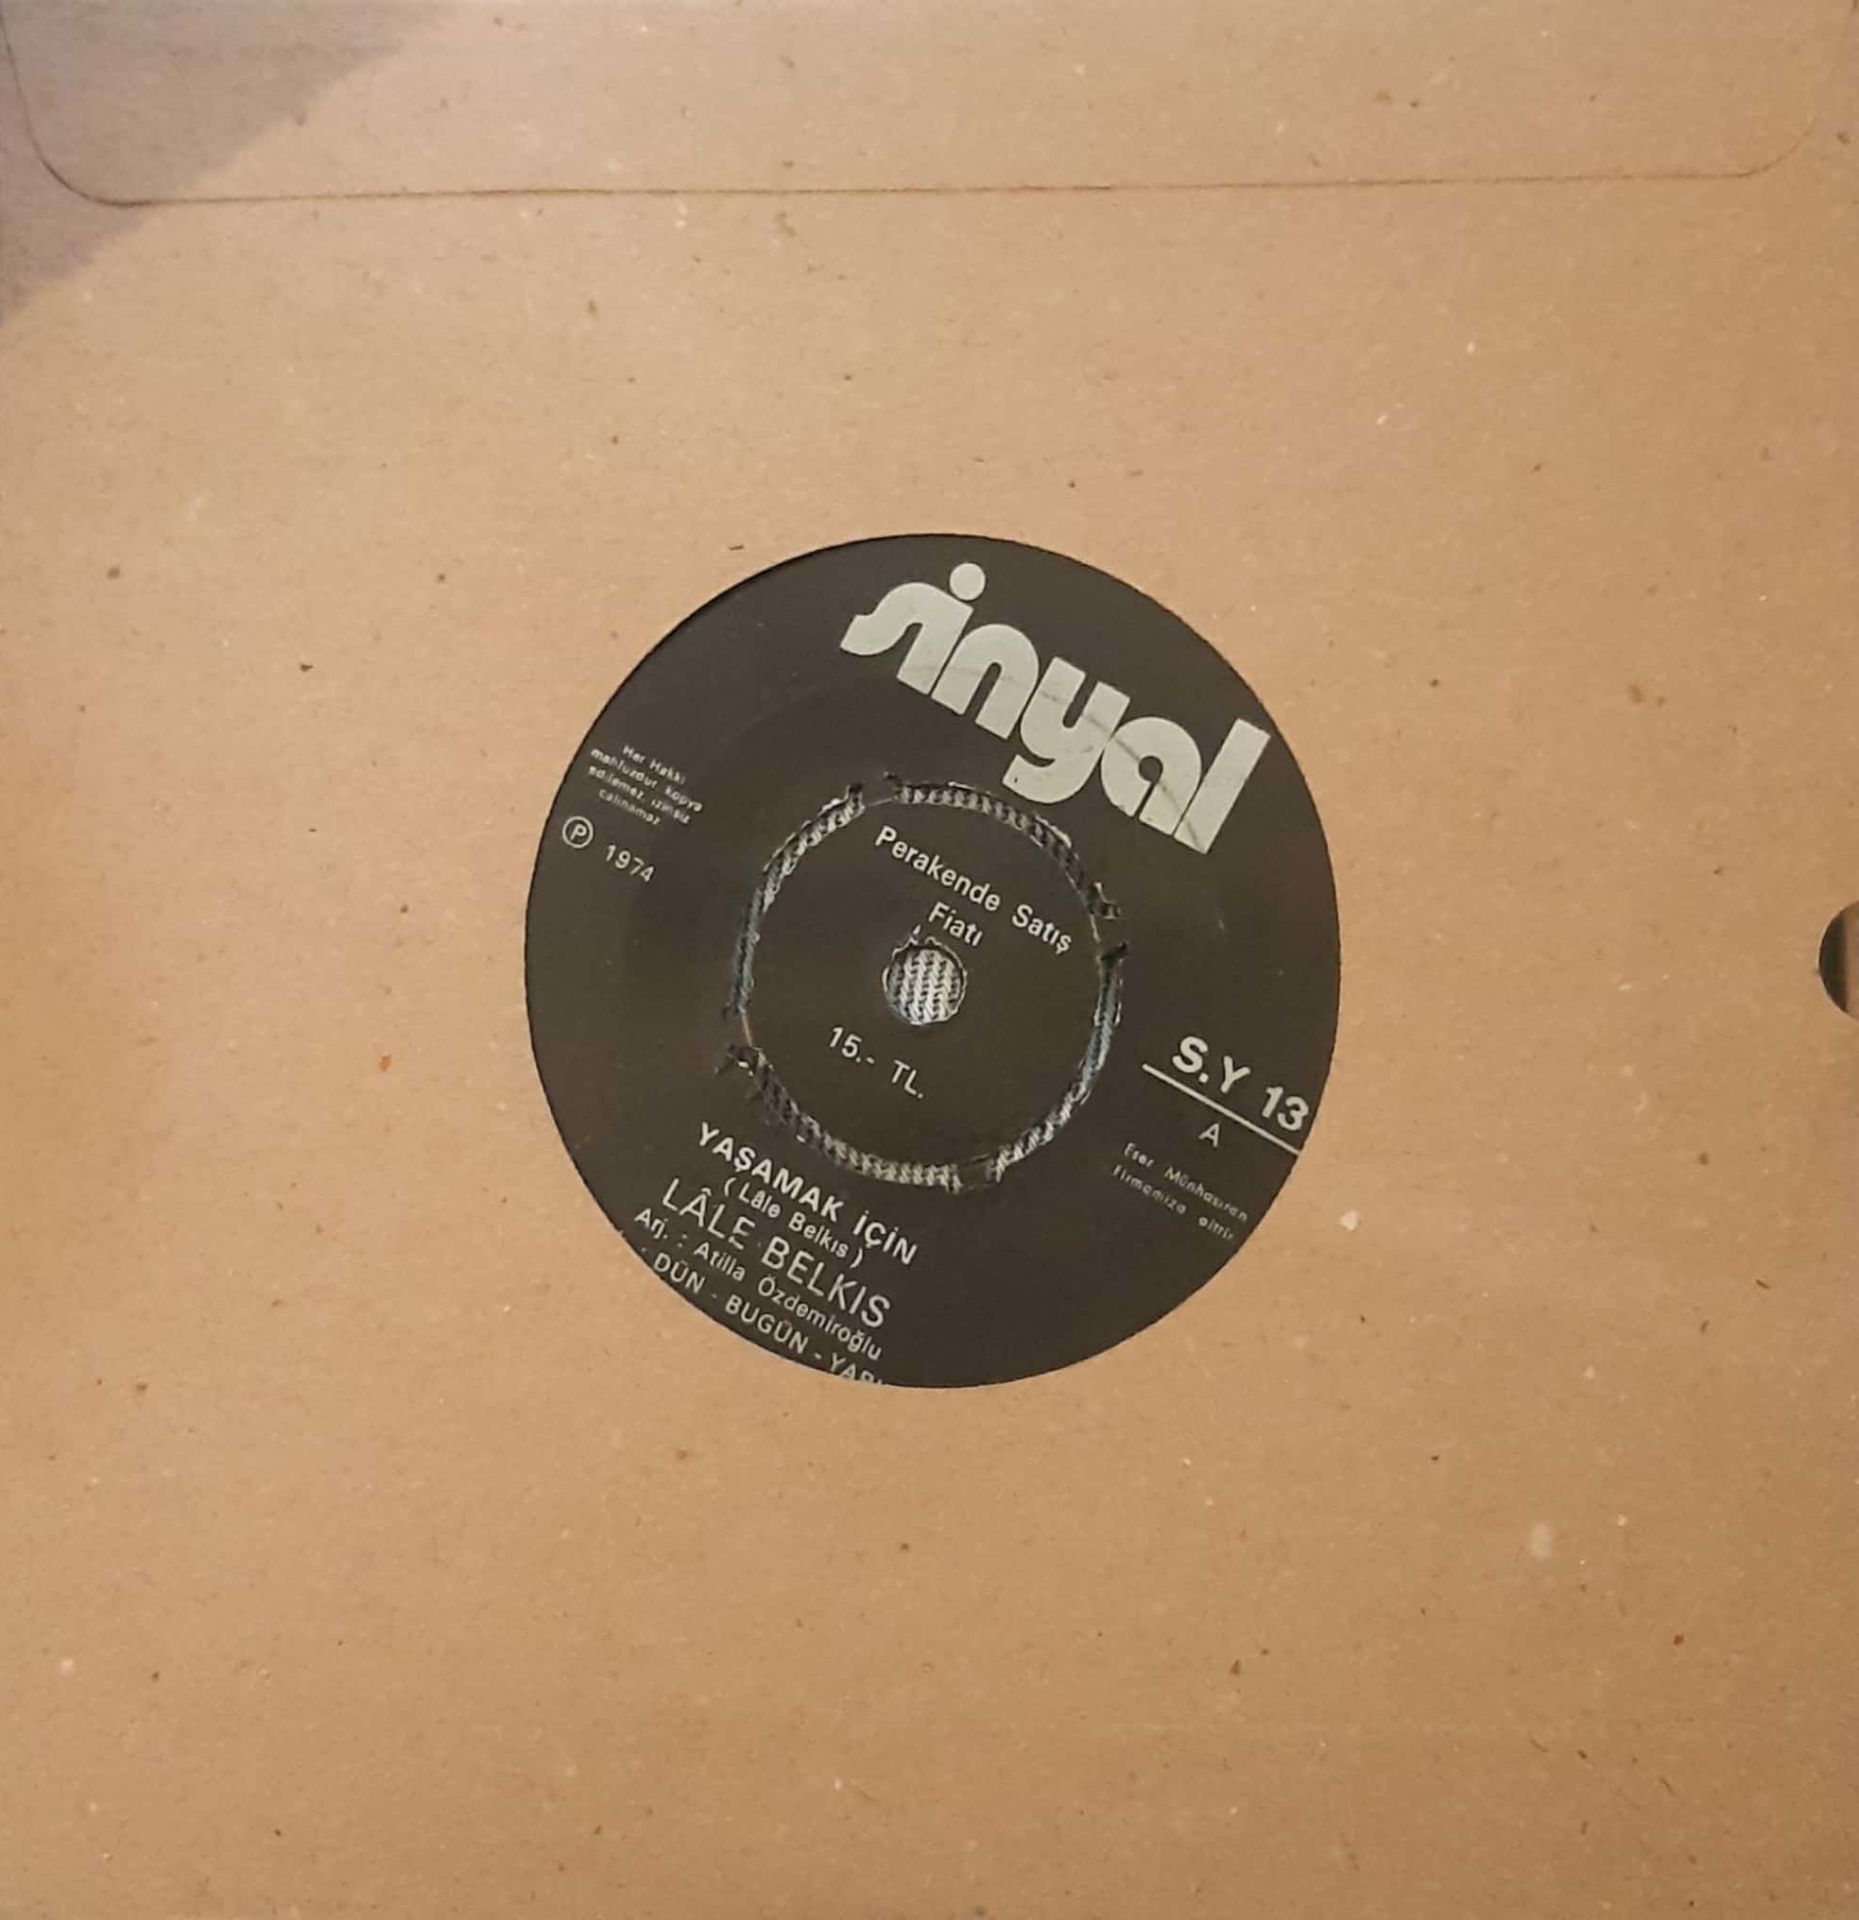 sinyal
Her Hakkı
mahfuzdur, kopya
edilemez, izinsiz
çalınamaz
Ⓟ 1974
Perakende Satış
Fiatı
15.- TL.
S.Y 13
A
Eser Münhasıran
firmamıza aittir
YAŞAMAK İÇİN
(Lâle Belkıs)
LÂLE BELKIS
Arj. : Atilla Özdemiroğlu
DÜN - BUGÜN -